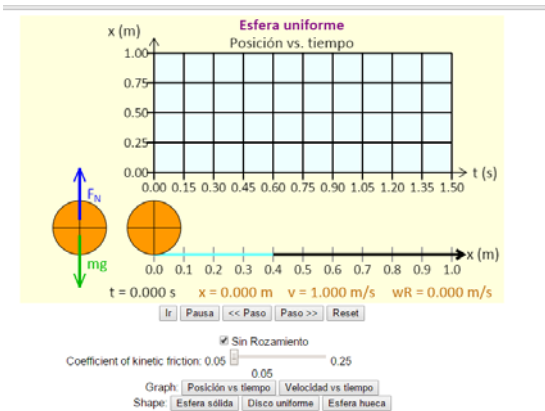 Esfera uniforme
x (m)
Posición vs. tiempo
1.00
0.75
0.50
0.25
0.00
t (s)
0.00 0.15 0.30 0.45 0.60 0.75 0.90 1.05 1.20 1.35 1.50
FN
mg
x (m)
0.0 0.1 0.2 0.3 0.4 0.5 0.6 0.7 0.8 0.9 1.0
t = 0.000 s x = 0.000 m v = 1.000 m/s wR = 0.000 m/s
Ir Pausa << Paso Paso >> Reset
Sin Rozamiento
Coefficient of kinetic friction: 0.05 0.25
0.05
Graph: Posición vs tiempo Velocidad vs tiempo
Shape: Esfera sólida Disco uniforme Esfera hueca